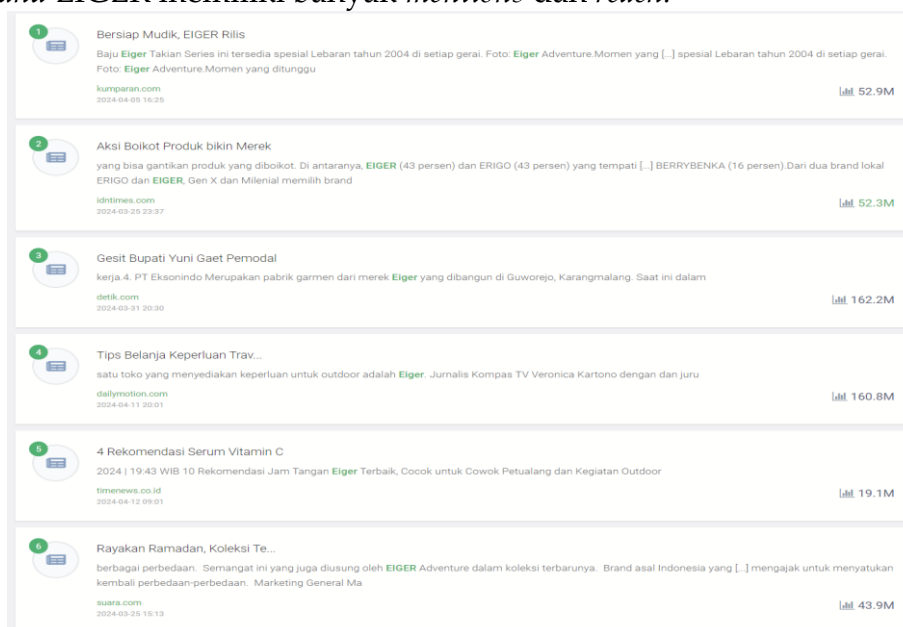 EIGER memiliki banyak mentions dan reach.
1
Bersiap Mudik, EIGER Rilis
Baju Eiger Takian Series ini tersedia spesial Lebaran tahun 2004 di setiap gerai. Foto: Eiger Adventure.Momen yang [...] spesial Lebaran tahun 2004 di setiap gerai.
Foto: Eiger Adventure.Momen yang ditunggu
kumparan.com
2024-04-05 16:25
52.9M
2
Aksi Boikot Produk bikin Merek
yang bisa gantikan produk yang diboikot. Di antaranya, EIGER (43 persen) dan ERIGO (43 persen) yang tempati [...] BERRYBENKA (16 persen).Dari dua brand lokal
ERIGO dan EIGER, Gen X dan Milenial memilih brand
idntimes.com
2024-03-25 23:37
52.3M
3
Gesit Bupati Yuni Gaet Pemodal
kerja.4. PT Eksonindo Merupakan pabrik garmen dari merek Eiger yang dibangun di Guworejo, Karangmalang. Saat ini dalam
detik.com
2024-03-31 20:30
162.2M
4
Tips Belanja Keperluan Trav...
satu toko yang menyediakan keperluan untuk outdoor adalah Eiger. Jurnalis Kompas TV Veronica Kartono dengan dan juru
dailymotion.com
2024-04-11 20:01
160.8M
5
4 Rekomendasi Serum Vitamin C
2024 | 19:43 WIB 10 Rekomendasi Jam Tangan Eiger Terbaik, Cocok untuk Cowok Petualang dan Kegiatan Outdoor
timenews.co.id
2024-04-12 09:01
19.1M
6
Rayakan Ramadan, Koleksi Te...
berbagai perbedaan. Semangat ini yang juga diusung oleh EIGER Adventure dalam koleksi terbarunya. Brand asal Indonesia yang [...] mengajak untuk menyatukan
kembali perbedaan-perbedaan. Marketing General Ma
suara.com
2024-03-25 15:13
43.9M